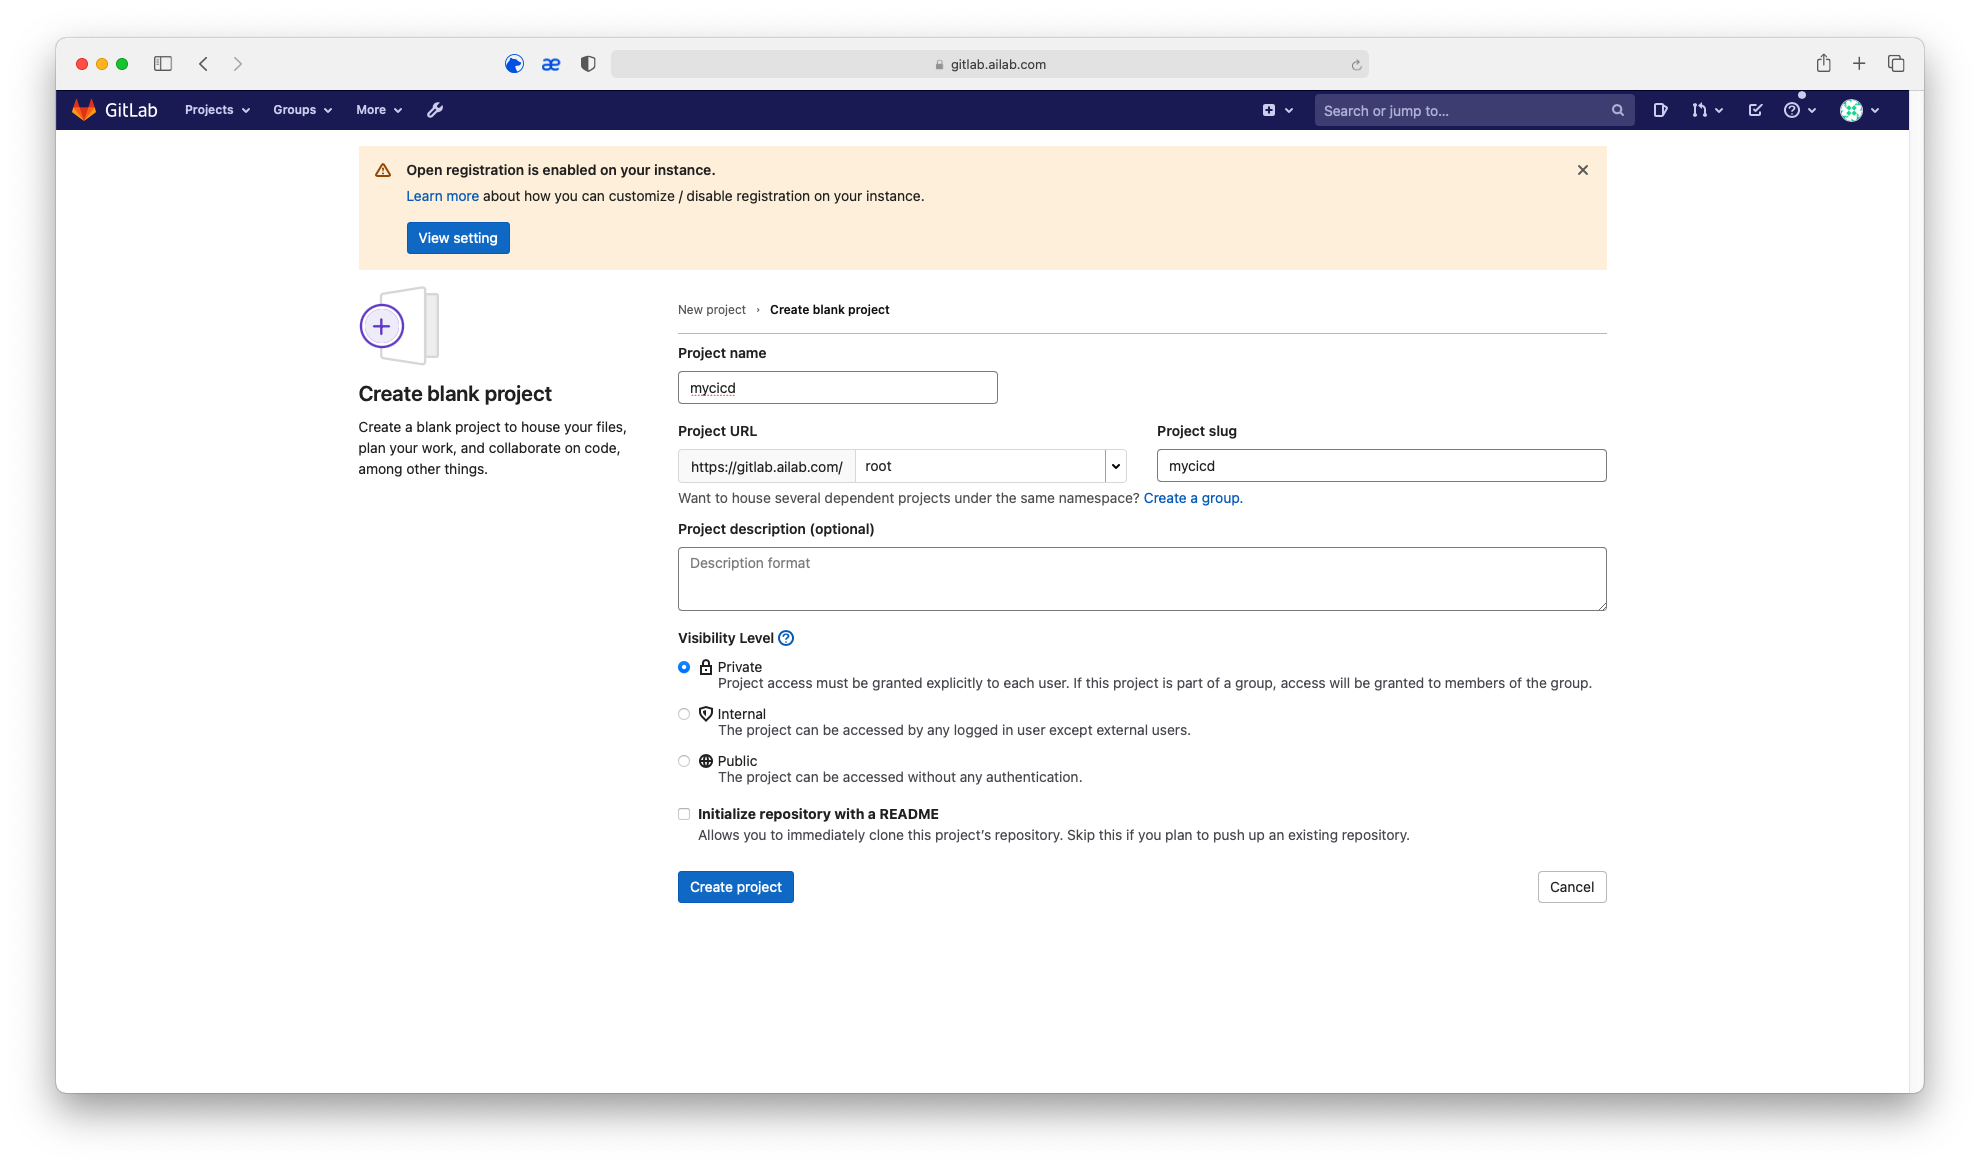 gitlab.ailab.com
GitLab Projects Groups More Search or jump to...
Open registration is enabled on your instance.
Learn more about how you can customize / disable registration on your instance.
View setting
New project › Create blank project
Project name
mycicd
Create blank project
Create a blank project to house your files,
plan your work, and collaborate on code,
among other things.
Project URL
Project slug
https://gitlab.ailab.com/ root
mycicd
Want to house several dependent projects under the same namespace? Create a group.
Project description (optional)
Description format
Visibility Level
Private
Project access must be granted explicitly to each user. If this project is part of a group, access will be granted to members of the group.
Internal
The project can be accessed by any logged in user except external users.
Public
The project can be accessed without any authentication.
Initialize repository with a README
Allows you to immediately clone this project's repository. Skip this if you plan to push up an existing repository.
Create project
Cancel